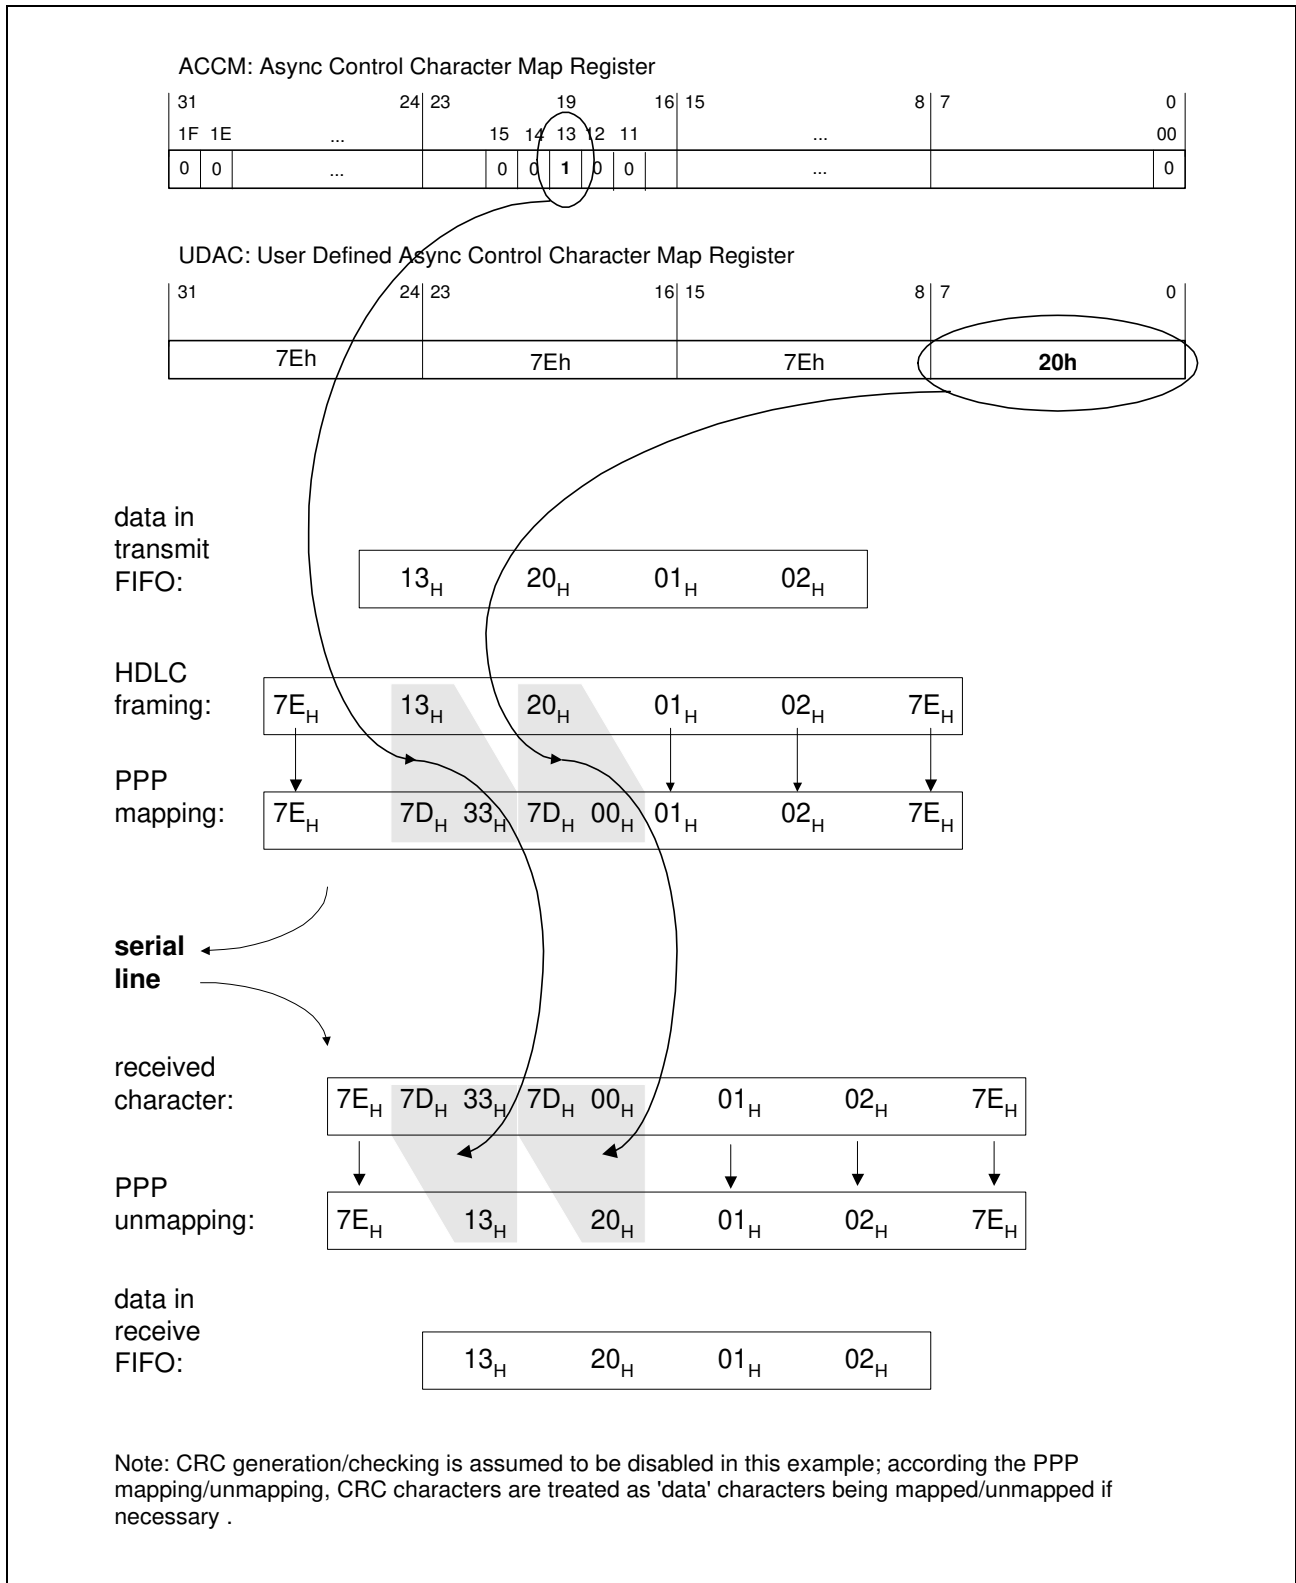 ACCM: Async Control Character Map Register
31 24 23 19 16 15 8 7 0
1F 1E ... 15 14 13 12 11 ... 00
0 0 ... 0 0 1 0 0 ... 0
UDAC: User Defined Async Control Character Map Register
31 24 23 16 15 8 7 0
7Eh 7Eh 7Eh 20h
data in
transmit
FIFO:
13H 20H 01H 02H
HDLC
framing:
7EH 13H 20H 01H 02H 7EH
PPP
mapping:
7EH 7DH 33H 7DH 00H 01H 02H 7EH
serial
line
received
character:
7EH 7DH 33H 7DH 00H 01H 02H 7EH
PPP
unmapping:
7EH 13H 20H 01H 02H 7EH
data in
receive
FIFO:
13H 20H 01H 02H
Note: CRC generation/checking is assumed to be disabled in this example; according the PPP
mapping/unmapping, CRC characters are treated as 'data' characters being mapped/unmapped if
necessary .